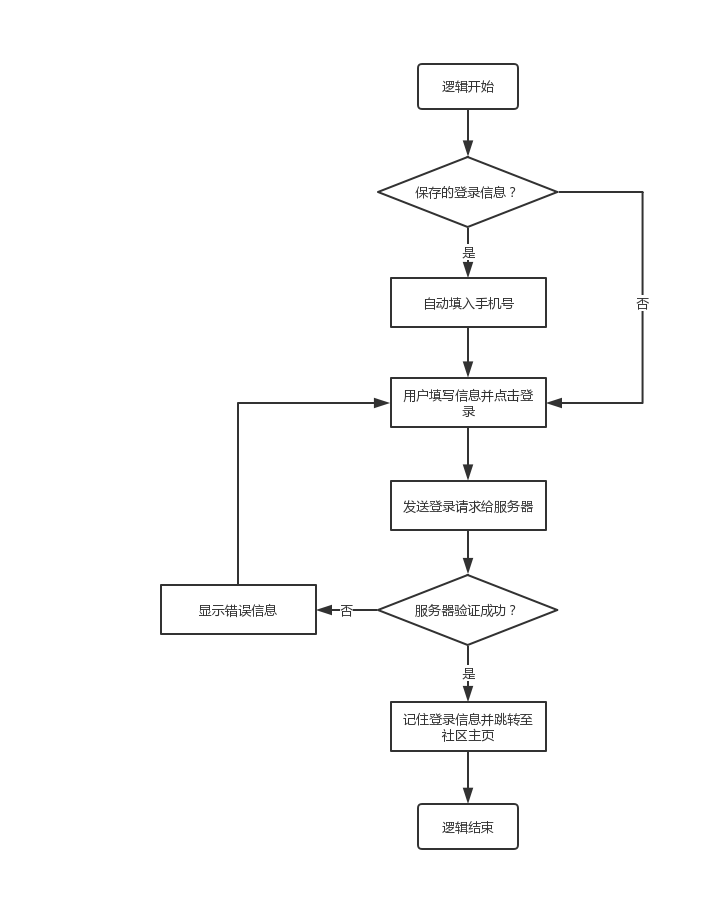 逻辑开始
保存的登录信息？
是
自动填入手机号
否
用户填写信息并点击登
录
发送登录请求给服务器
服务器验证成功？
否
显示错误信息
是
记住登录信息并跳转至
社区主页
逻辑结束